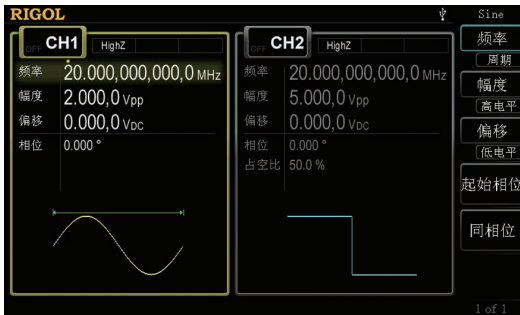 RIGOL
Sine
OFF CH1 HighZ
频率 20.000,000,000,0 MHz
幅度 2.000,0 Vpp
偏移 0.000,0 VDC
相位 0.000 °
OFF CH2 HighZ
频率 20.000,000,000,0 MHz
幅度 5.000,0 Vpp
偏移 0.000,0 VDC
相位 0.000 °
占空比 50.0 %
频率
周期
幅度
高电平
偏移
低电平
起始相位
同相位
1 of 1